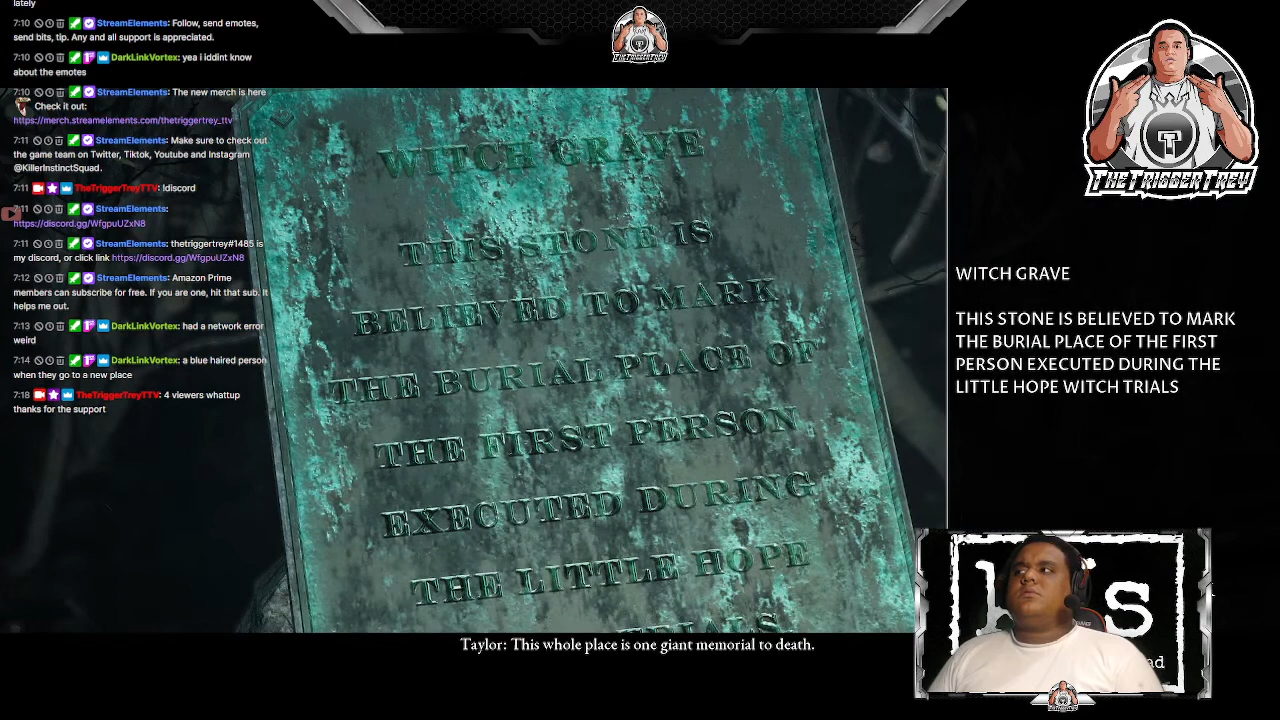 lately
7:10 StreamElements: Follow, send emotes,
send bits, tip. Any and all support is appreciated.
7:10 DarkLinkVortex: yea i iddint know
about the emotes
7:10 StreamElements: The new merch is here
Check it out:
https://merch.streamelements.com/thetriggertrey_ttv
7:11 StreamElements: Make sure to check out
the game team on Twitter, Tiktok, Youtube and Instagram
@KillerInstinctSquad.
7:11 TheTriggerTreyTTV: !discord
7:11 StreamElements:
https://discord.gg/WfgpuUZxN8
7:11 StreamElements: thetriggertrey#1485 is
my discord, or click link https://discord.gg/WfgpuUZxN8
7:12 StreamElements: Amazon Prime
members can subscribe for free. If you are one, hit that sub. It
helps me out.
7:13 DarkLinkVortex: had a network error
weird
7:14 DarkLinkVortex: a blue haired person
when they go to a new place
7:18 TheTriggerTreyTTV: 4 viewers whattup
thanks for the support
THETRIGGERTREY
WITCH GRAVE
THIS STONE IS
BELIEVED TO MARK
THE BURIAL PLACE OF
THE FIRST PERSON
EXECUTED DURING
THE LITTLE HOPE
TRIALS
Taylor: This whole place is one giant memorial to death.
T
THETRIGGERTREY
WITCH GRAVE
THIS STONE IS BELIEVED TO MARK
THE BURIAL PLACE OF THE FIRST
PERSON EXECUTED DURING THE
LITTLE HOPE WITCH TRIALS